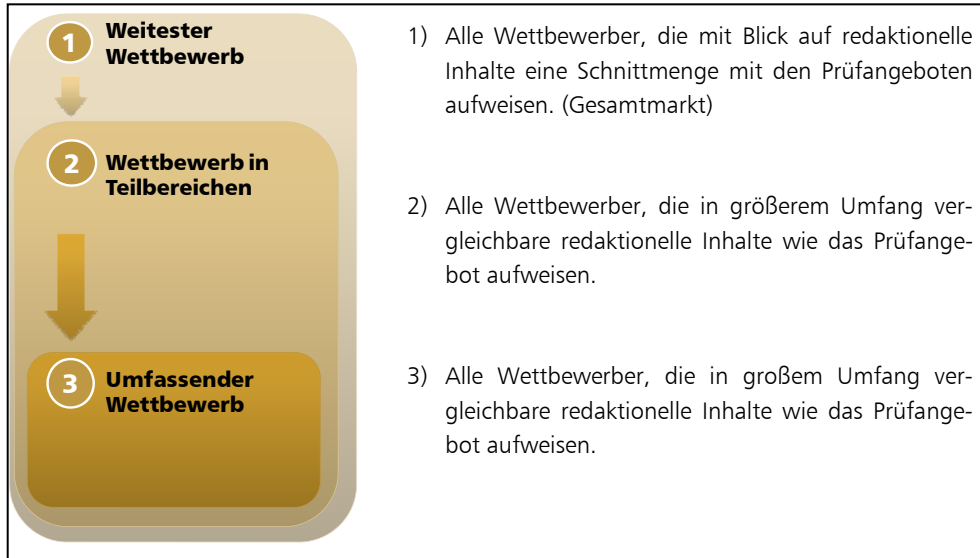 1
Weitester
Wettbewerb
2
Wettbewerb in
Teilbereichen
3
Umfassender
Wettbewerb
1) Alle Wettbewerber, die mit Blick auf redaktionelle
Inhalte eine Schnittmenge mit den Prüfangeboten
aufweisen. (Gesamtmarkt)
2) Alle Wettbewerber, die in größerem Umfang ver-
gleichbare redaktionelle Inhalte wie das Prüfange-
bot aufweisen.
3) Alle Wettbewerber, die in großem Umfang ver-
gleichbare redaktionelle Inhalte wie das Prüfange-
bot aufweisen.